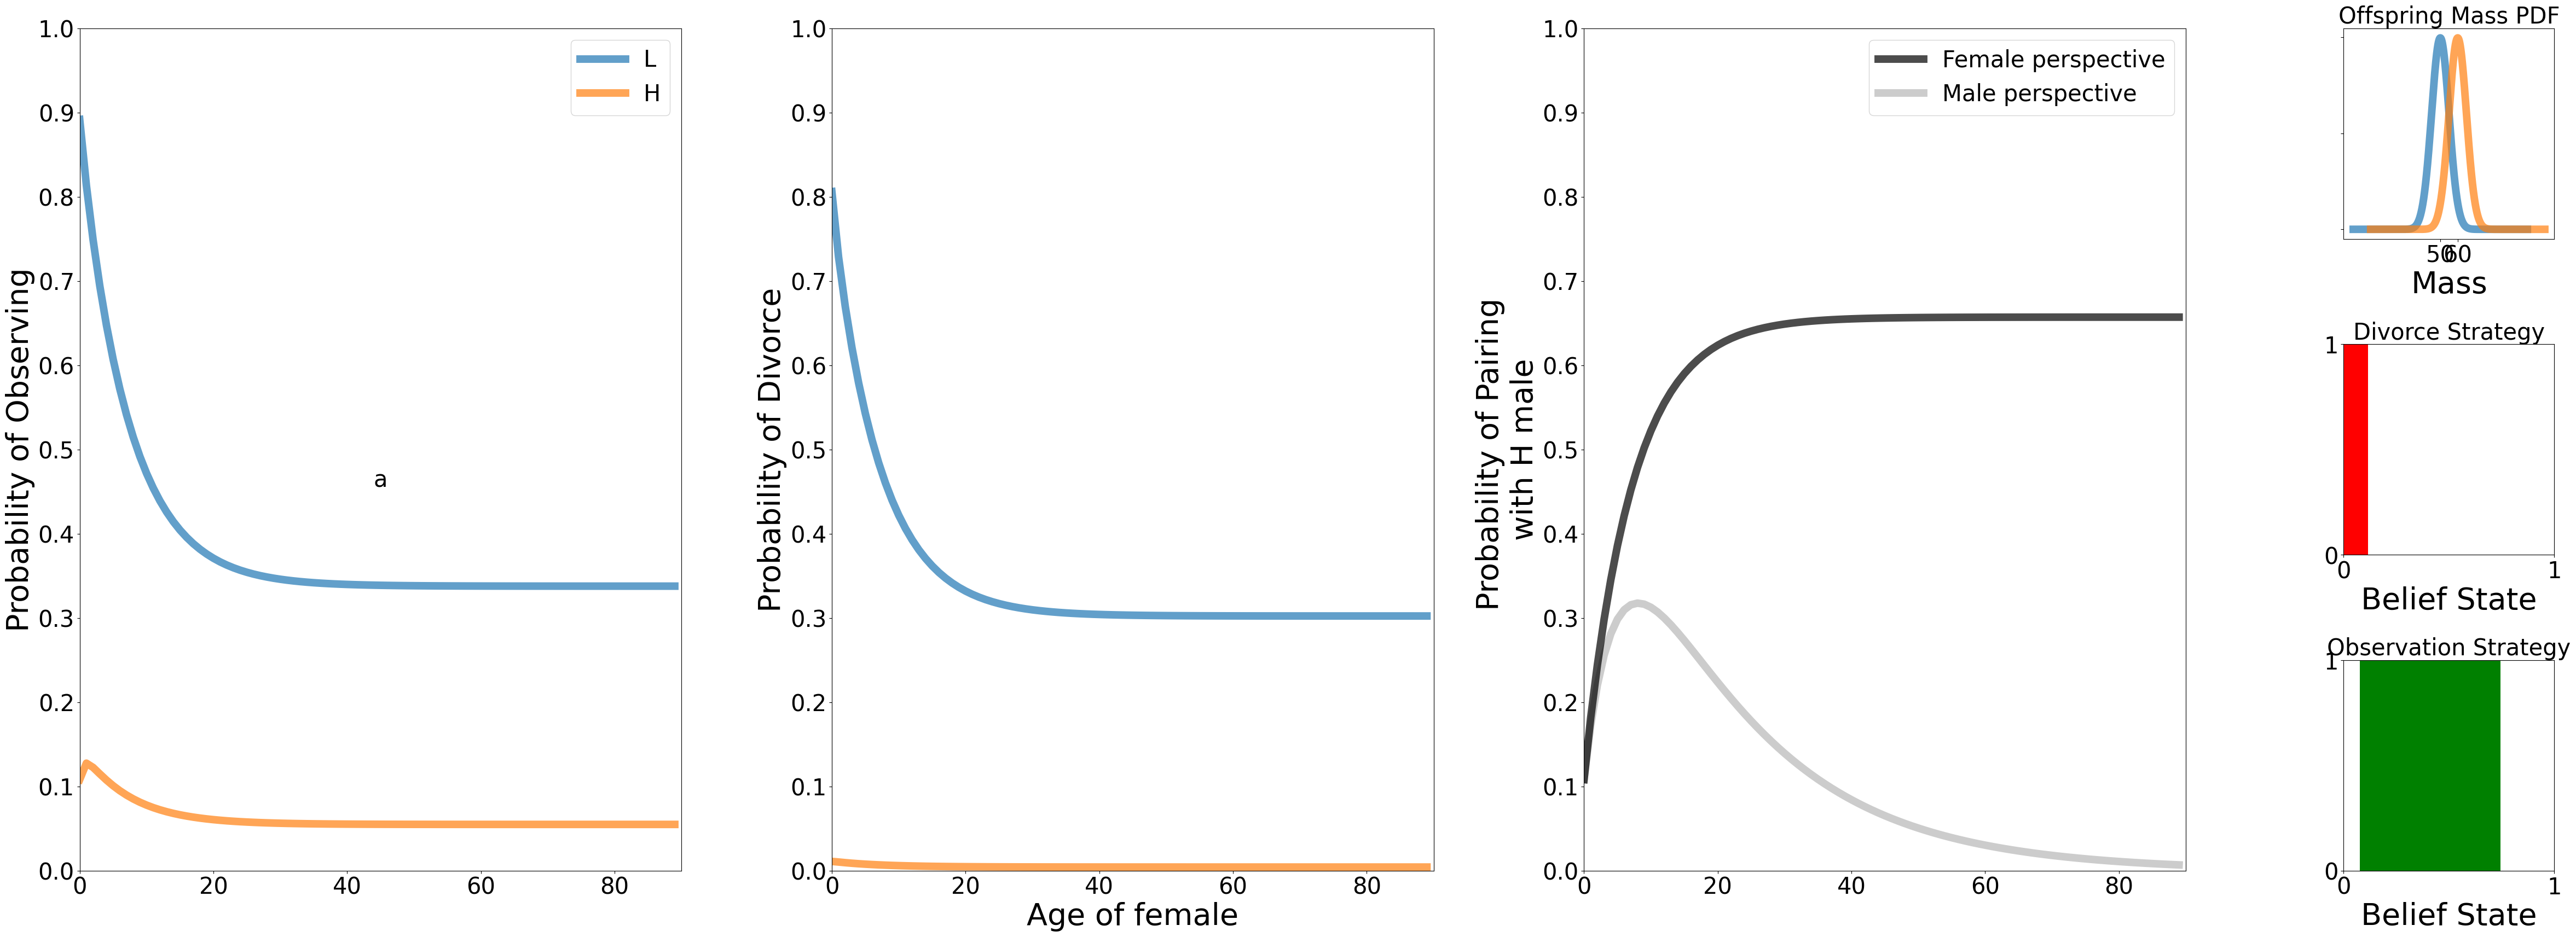 Probability of Observing
1.0
0.9
0.8
0.7
0.6
0.5
0.4
0.3
0.2
0.1
0.0
0 20 40 60 80
L
H
a
Probability of Divorce
1.0
0.9
0.8
0.7
0.6
0.5
0.4
0.3
0.2
0.1
0.0
0 20 40 60 80
Age of female
Probability of Pairing
with H male
1.0
0.9
0.8
0.7
0.6
0.5
0.4
0.3
0.2
0.1
0.0
0 20 40 60 80
Female perspective
Male perspective
Offspring Mass PDF
50 60
Mass
Divorce Strategy
1
0
0 1
Belief State
Observation Strategy
1
0
0 1
Belief State